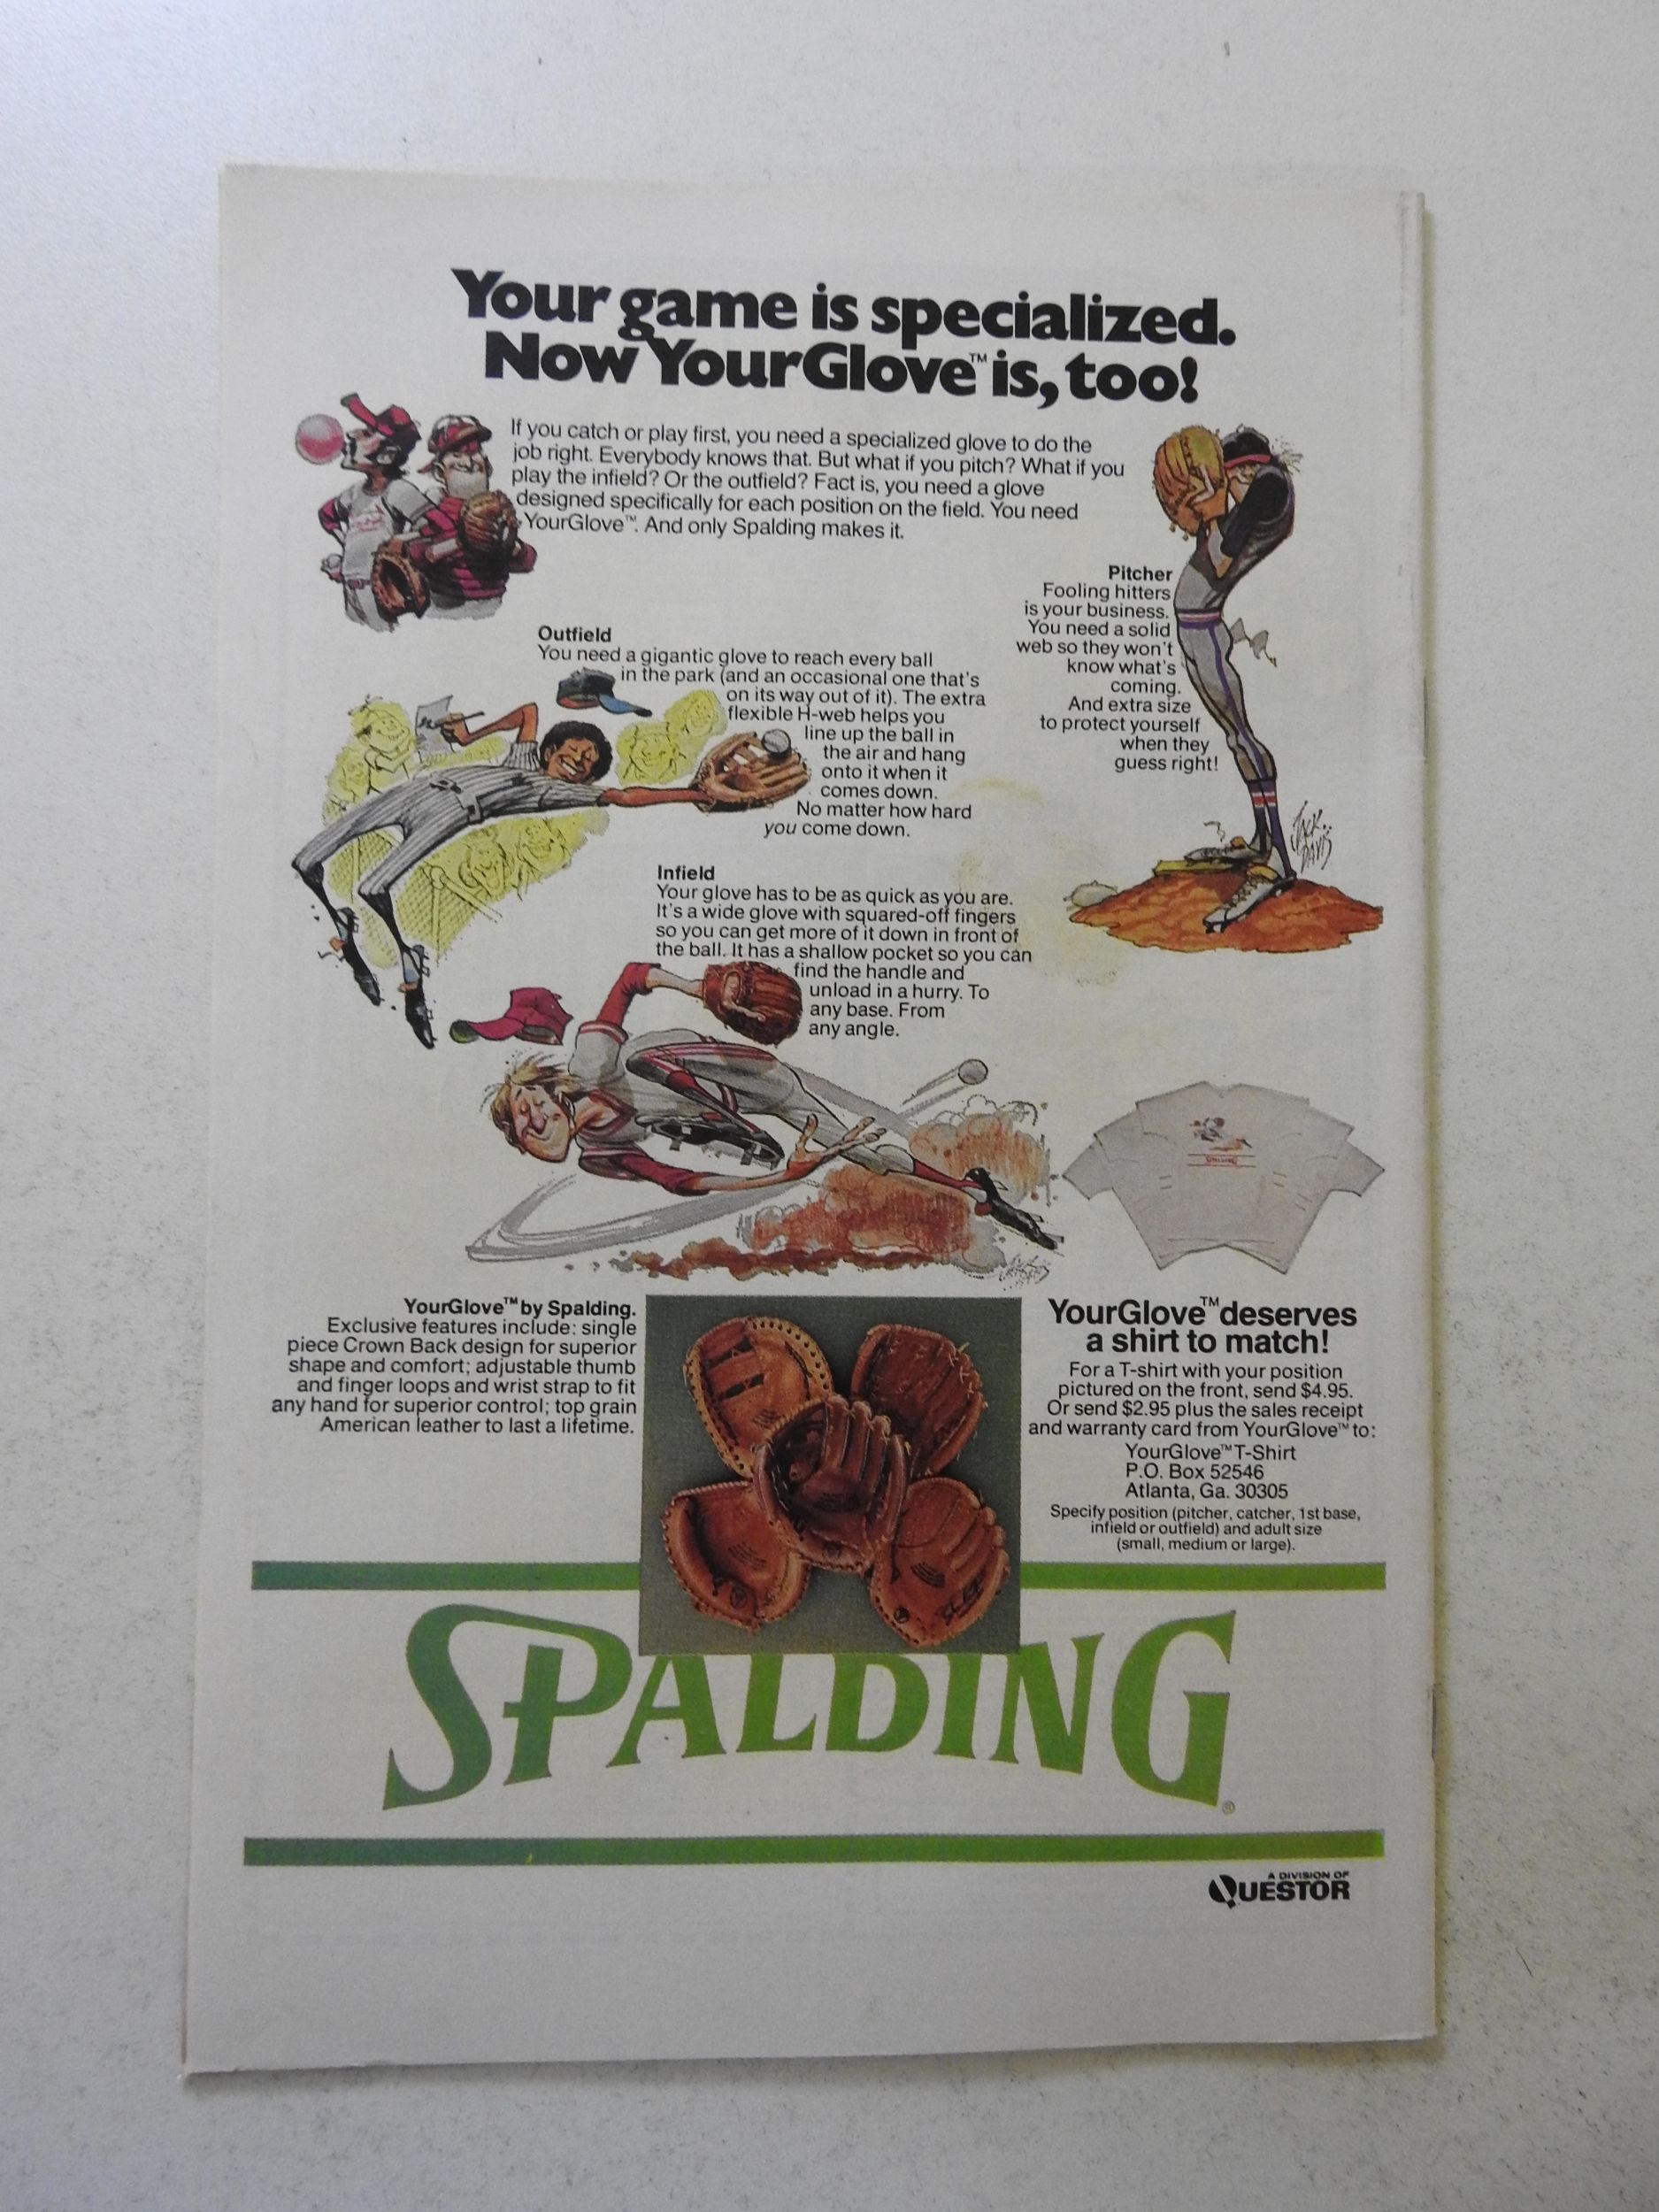 Your game is specialized.
Now YourGlove™ is, too!
If you catch or play first, you need a specialized glove to do the
job right. Everybody knows that. But what if you pitch? What if you
play the infield? Or the outfield? Fact is, you need a glove
designed specifically for each position on the field. You need
YourGlove™. And only Spalding makes it.
Pitcher
Fooling hitters
is your business.
You need a solid
web so they won't
know what's
coming.
And extra size
to protect yourself
when they
guess right!
JACK
DAVIS
Outfield
You need a gigantic glove to reach every ball
in the park (and an occasional one that's
on its way out of it). The extra
flexible H-web helps you
line up the ball in
the air and hang
onto it when it
comes down.
No matter how hard
you come down.
Infield
Your glove has to be as quick as you are.
It's a wide glove with squared-off fingers
so you can get more of it down in front of
the ball. It has a shallow pocket so you can
find the handle and
unload in a hurry. To
any base. From
any angle.
SPALDING
YourGlove™ by Spalding.
Exclusive features include: single
piece Crown Back design for superior
shape and comfort; adjustable thumb
and finger loops and wrist strap to fit
any hand for superior control; top grain
American leather to last a lifetime.
YourGlove™ deserves
a shirt to match!
For a T-shirt with your position
pictured on the front, send $4.95.
Or send $2.95 plus the sales receipt
and warranty card from YourGlove™ to:
YourGlove™ T-Shirt
P.O. Box 52546
Atlanta, Ga. 30305
Specify position (pitcher, catcher, 1st base,
infield or outfield) and adult size
(small, medium or large).
SPALDING®
A DIVISION OF
QUESTOR